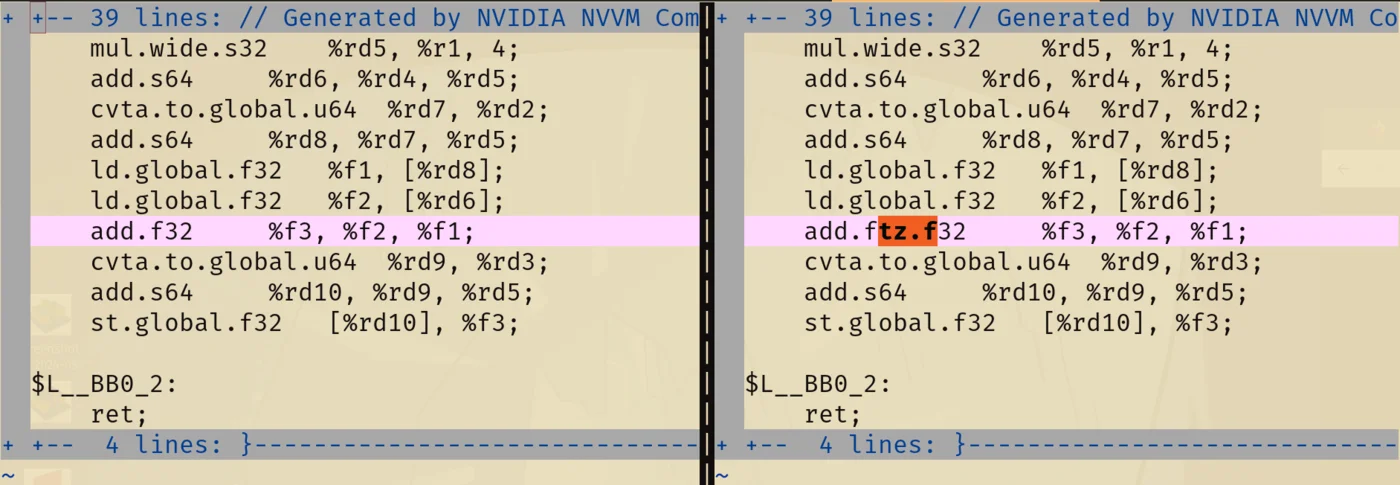 + +-- 39 lines: // Generated by NVIDIA NVVM Com
mul.wide.s32    %rd5, %r1, 4;
add.s64     %rd6, %rd4, %rd5;
cvta.to.global.u64  %rd7, %rd2;
add.s64     %rd8, %rd7, %rd5;
ld.global.f32   %f1, [%rd8];
ld.global.f32   %f2, [%rd6];
add.f32     %f3, %f2, %f1;
cvta.to.global.u64  %rd9, %rd3;
add.s64     %rd10, %rd9, %rd5;
st.global.f32   [%rd10], %f3;
$L__BB0_2:
ret;
+ +--  4 lines: }------------------------------
~
+ +-- 39 lines: // Generated by NVIDIA NVVM Co
mul.wide.s32    %rd5, %r1, 4;
add.s64     %rd6, %rd4, %rd5;
cvta.to.global.u64  %rd7, %rd2;
add.s64     %rd8, %rd7, %rd5;
ld.global.f32   %f1, [%rd8];
ld.global.f32   %f2, [%rd6];
add.ftz.f32     %f3, %f2, %f1;
cvta.to.global.u64  %rd9, %rd3;
add.s64     %rd10, %rd9, %rd5;
st.global.f32   [%rd10], %f3;
$L__BB0_2:
ret;
+ +--  4 lines: }-----------------------------
~